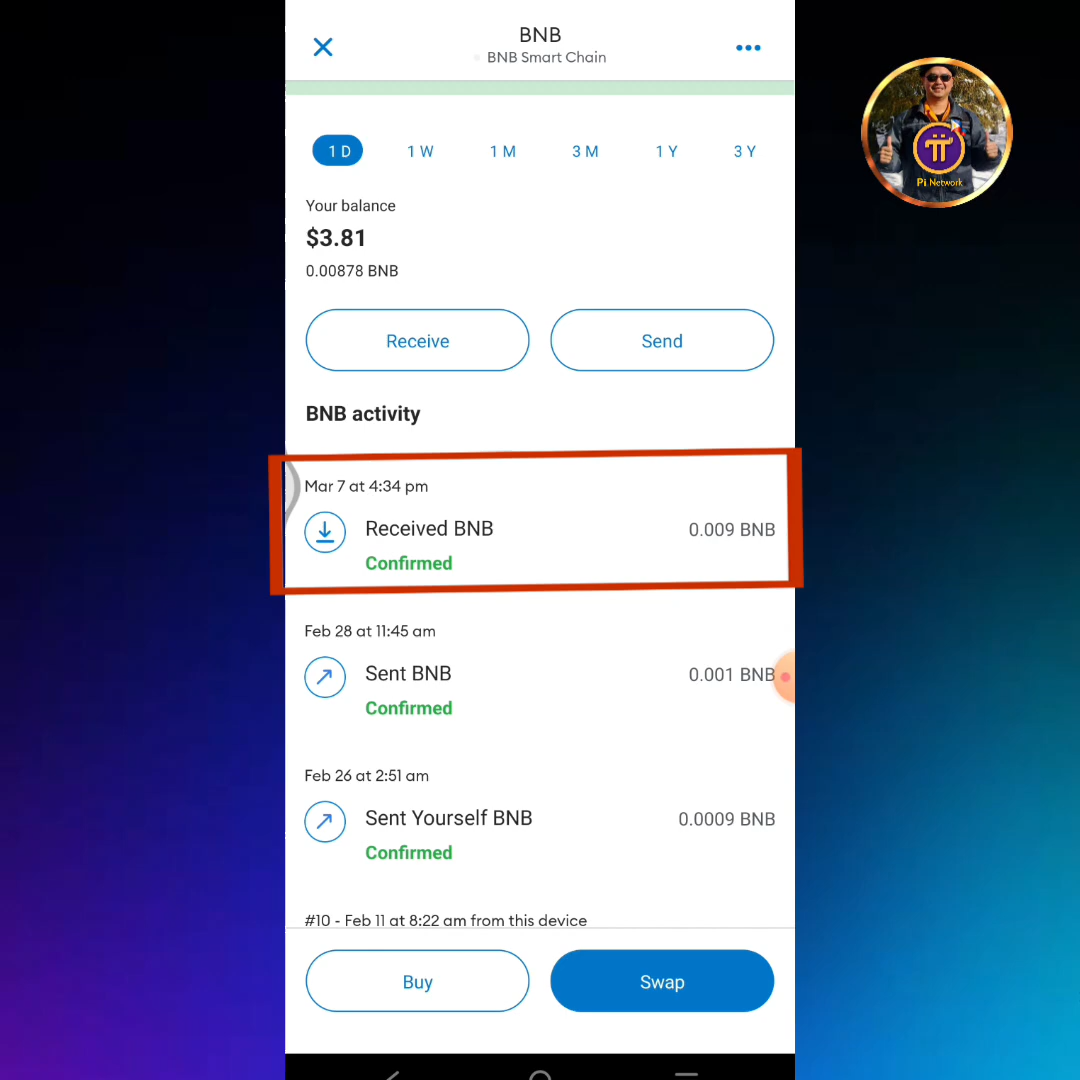 BNB
BNB Smart Chain
1 D 1 W 1 M 3 M 1 Y 3 Y
Your balance
$3.81
0.00878 BNB
Receive Send
BNB activity
Mar 7 at 4:34 pm
Received BNB 0.009 BNB
Confirmed
Feb 28 at 11:45 am
Sent BNB 0.001 BNB
Confirmed
Feb 26 at 2:51 am
Sent Yourself BNB 0.0009 BNB
Confirmed
#10 - Feb 11 at 8:22 am from this device
Buy Swap
Pi Network